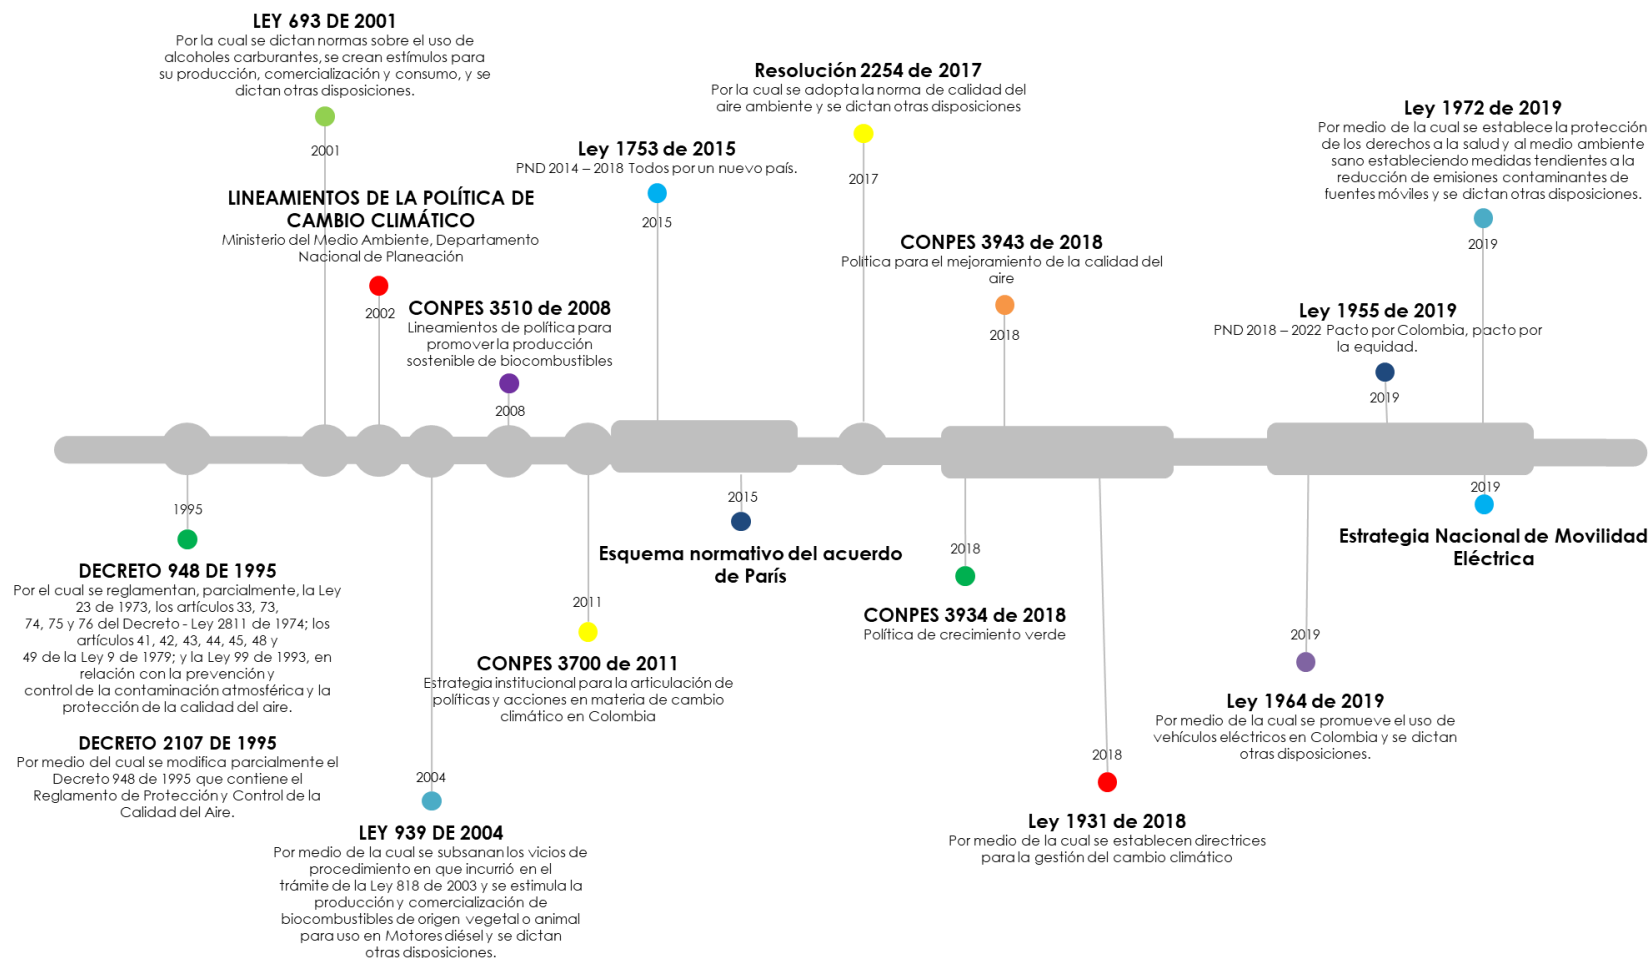 LEY 693 DE 2001
Por la cual se dictan normas sobre el uso de
alcoholes carburantes, se crean estímulos para
su producción, comercialización y consumo, y se
dictan otras disposiciones.
2001
LINEAMIENTOS DE LA POLÍTICA DE
CAMBIO CLIMÁTICO
Ministerio del Medio Ambiente, Departamento
Nacional de Planeación
2002
CONPES 3510 de 2008
Lineamientos de política para
promover la producción
sostenible de biocombustibles
2008
Ley 1753 de 2015
PND 2014 – 2018 Todos por un nuevo país.
2015
Resolución 2254 de 2017
Por la cual se adopta la norma de calidad del
aire ambiente y se dictan otras disposiciones
2017
CONPES 3943 de 2018
Política para el mejoramiento de la calidad del
aire
2018
Ley 1955 de 2019
PND 2018 – 2022 Pacto por Colombia, pacto por
la equidad.
2019
Ley 1972 de 2019
Por medio de la cual se establece la protección
de los derechos a la salud y al medio ambiente
sano estableciendo medidas tendientes a la
reducción de emisiones contaminantes de
fuentes móviles y se dictan otras disposiciones.
2019
1995
DECRETO 948 DE 1995
Por el cual se reglamentan, parcialmente, la Ley
23 de 1973, los artículos 33, 73,
74, 75 y 76 del Decreto - Ley 2811 de 1974; los
artículos 41, 42, 43, 44, 45, 48 y
49 de la Ley 9 de 1979; y la Ley 99 de 1993, en
relación con la prevención y
control de la contaminación atmosférica y la
protección de la calidad del aire.
DECRETO 2107 DE 1995
Por medio del cual se modifica parcialmente el
Decreto 948 de 1995 que contiene el
Reglamento de Protección y Control de la
Calidad del Aire.
2004
LEY 939 DE 2004
Por medio de la cual se subsanan los vicios de
procedimiento en que incurrió en el
trámite de la Ley 818 de 2003 y se estimula la
producción y comercialización de
biocombustibles de origen vegetal o animal
para uso en Motores diésel y se dictan
otras disposiciones.
2011
CONPES 3700 de 2011
Estrategia institucional para la articulación de
políticas y acciones en materia de cambio
climático en Colombia
2015
Esquema normativo del acuerdo
de París
2018
CONPES 3934 de 2018
Política de crecimiento verde
2018
Ley 1931 de 2018
Por medio de la cual se establecen directrices
para la gestión del cambio climático
2019
Ley 1964 de 2019
Por medio de la cual se promueve el uso de
vehículos eléctricos en Colombia y se dictan
otras disposiciones.
2019
Estrategia Nacional de Movilidad
Eléctrica